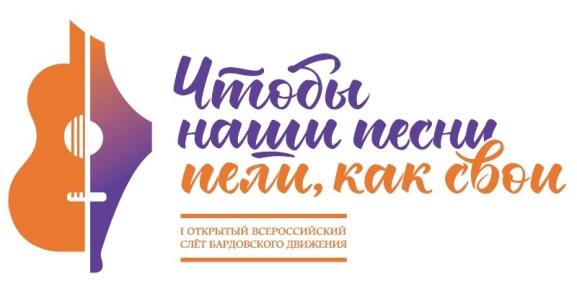 Чтобы
наши песни
пели, как свои
I ОТКРЫТЫЙ ВСЕРОССИЙСКИЙ
СЛЁТ БАРДОВСКОГО ДВИЖЕНИЯ